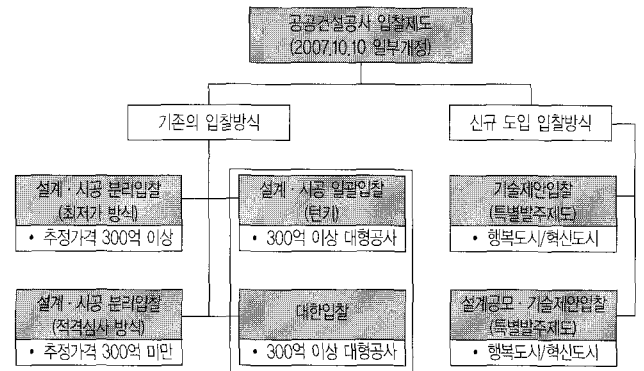 공공건설공사 입찰제도
(2007.10.10 일부개정)
기존의 입찰방식
신규 도입 입찰방식
설계·시공 분리입찰
(최저가 방식)
• 추정가격 300억 이상
설계·시공 일괄입찰
(턴키)
• 300억 이상 대형공사
기술제안입찰
(특별발주제도)
• 행복도시/혁신도시
설계·시공 분리입찰
(적격심사 방식)
• 추정가격 300억 미만
대한입찰
• 300억 이상 대형공사
설계공모·기술제안입찰
(특별발주제도)
• 행복도시/혁신도시